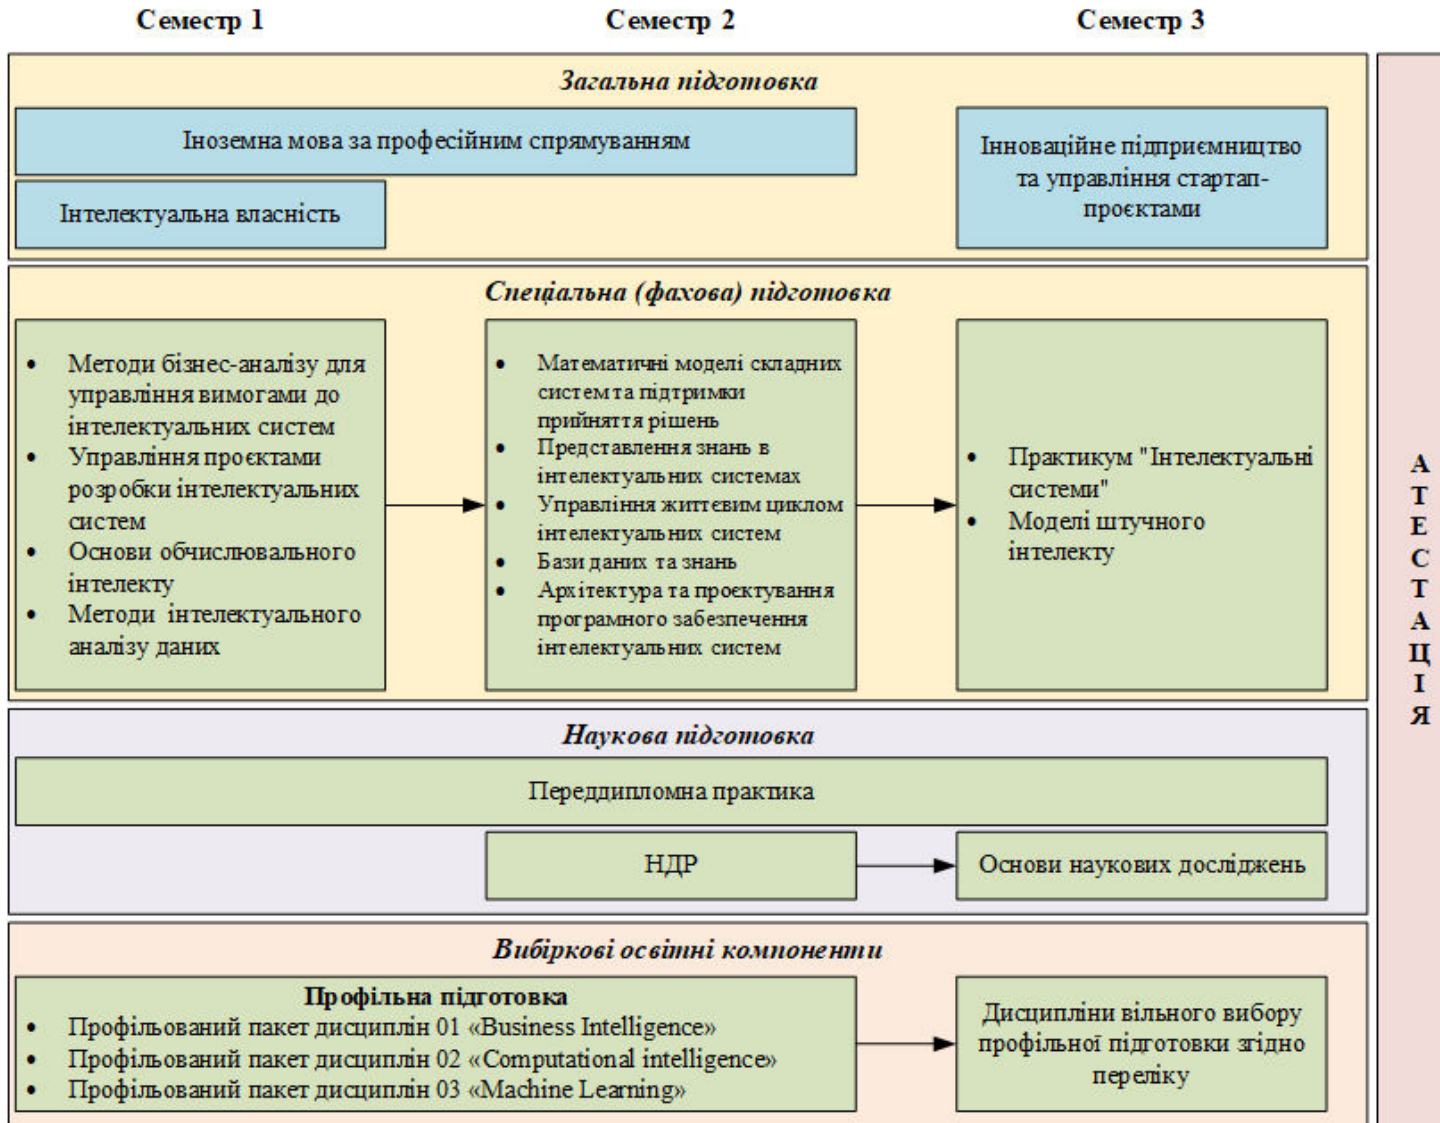 Семестр 1
Семестр 2
Семестр 3
Загальна підготовка
Іноземна мова за професійним спрямуванням
Інтелектуальна власність
Інноваційне підприємництво
та управління стартап-
проєктами
Спеціальна (фахова) підготовка
• Методи бізнес-аналізу для
управління вимогами до
інтелектуальних систем
• Управління проєктами
розробки інтелектуальних
систем
• Основи обчислювального
інтелекту
• Методи інтелектуального
аналізу даних
• Математичні моделі складних
систем та підтримки
прийняття рішень
• Представлення знань в
інтелектуальних системах
• Управління життєвим циклом
інтелектуальних систем
• Бази даних та знань
• Архітектура та проєктування
програмного забезпечення
інтелектуальних систем
• Практикум "Інтелектуальні
системи"
• Моделі штучного
інтелекту
Наукова підготовка
Переддипломна практика
НДР
Основи наукових досліджень
Вибіркові освітні компоненти
Профільна підготовка
• Профільований пакет дисциплін 01 «Business Intelligence»
• Профільований пакет дисциплін 02 «Computational intelligence»
• Профільований пакет дисциплін 03 «Machine Learning»
Дисципліни вільного вибору
профільної підготовки згідно
переліку
А
Т
Е
С
Т
А
Ц
І
Я